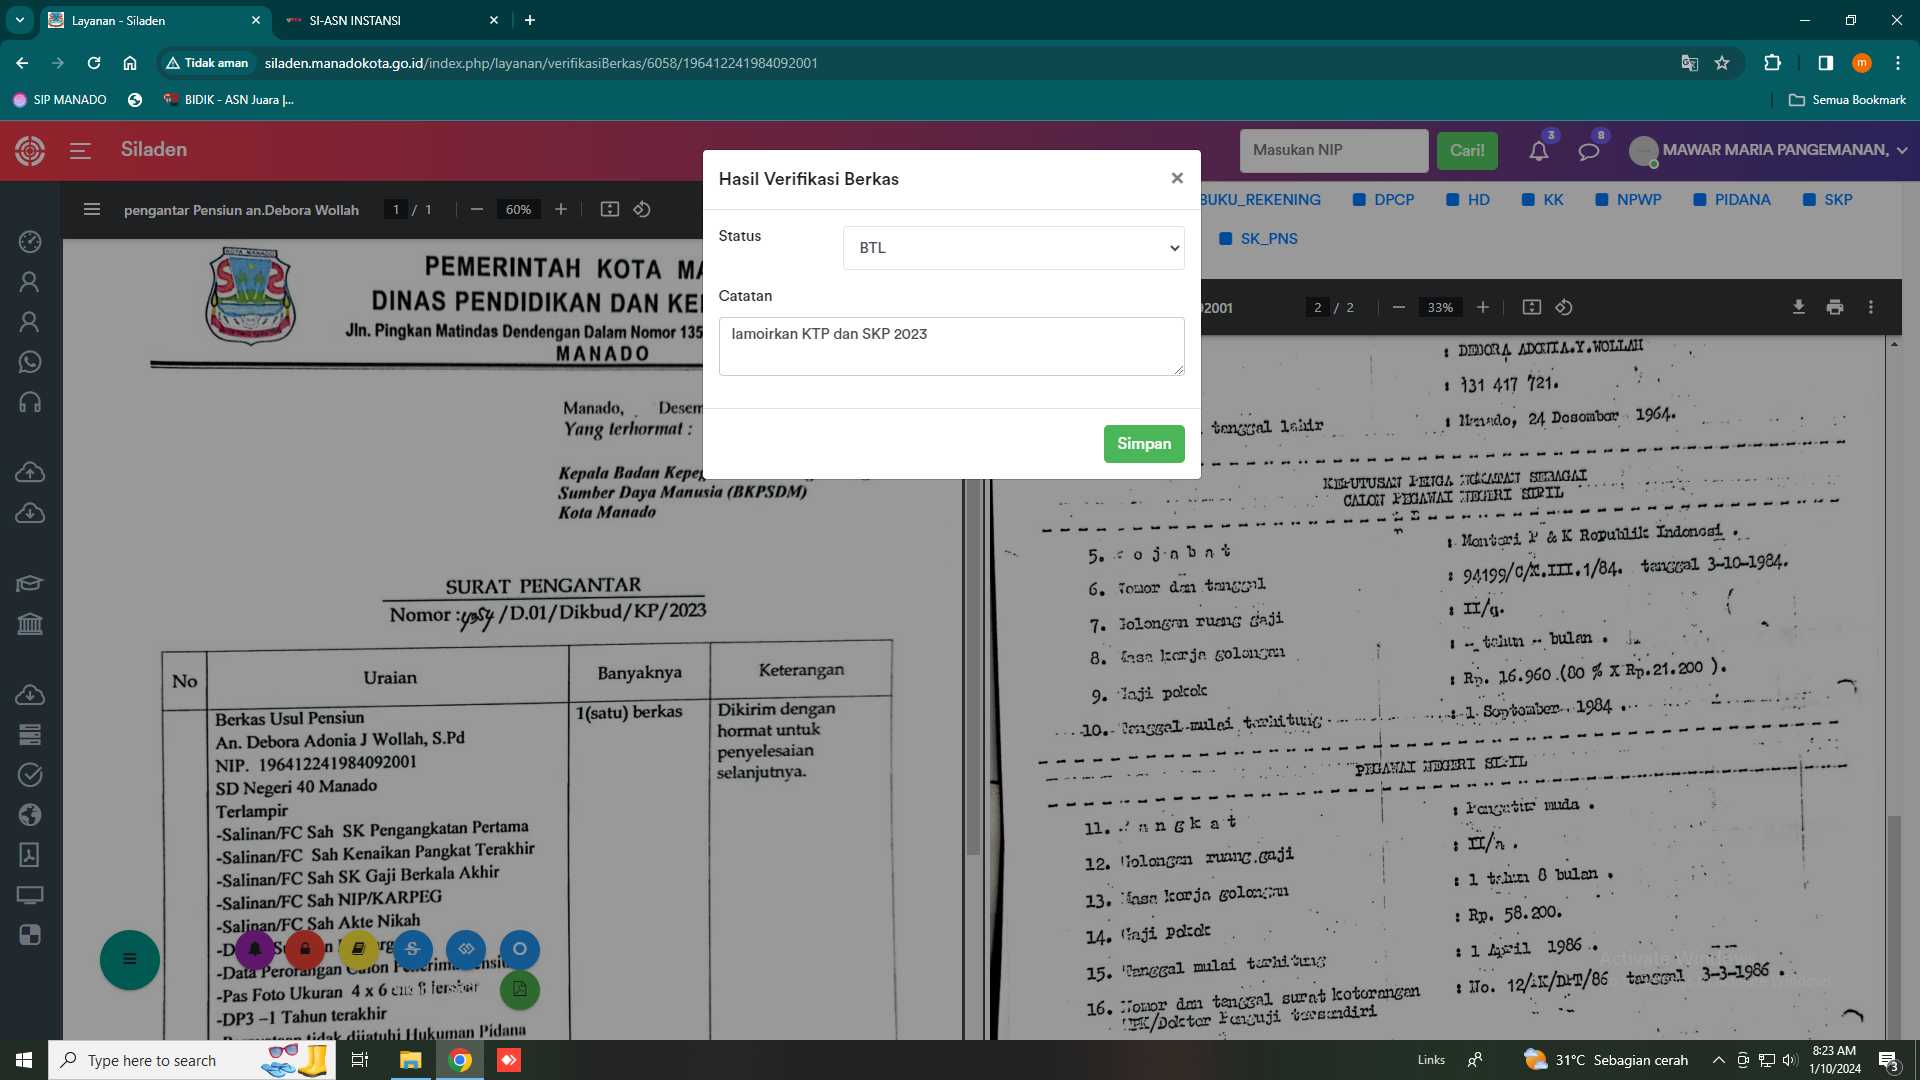 Layanan - Siladen
SI-ASN INSTANSI
Tidak aman
siladen.manadokota.go.id/index.php/layanan/verifikasiBerkas/6058/196412241984092001
m
SIP MANADO
BIDIK - ASN Juara |...
Semua Bookmark
Siladen
Masukan NIP
Cari!
3
8
MAWAR MARIA PANGEMANAN,
pengantar Pensiun an.Debora Wollah
1 / 1
60%
Hasil Verifikasi Berkas
Status
BTL
Catatan
lamoirkan KTP dan SKP 2023
Simpan
BUKU_REKENING
DPCP
HD
KK
NPWP
PIDANA
SKP
SK_PNS
2001
2 / 2
33%
PEMERINTAH KOTA MA
DINAS PENDIDIKAN DAN KE
Jln. Pingkan Matindas Dendengan Dalam Nomor 135
MANADO
Manado, Desem
Yang terhormat :
Kepala Badan Kepeg
Sumber Daya Manusia (BKPSDM)
Kota Manado
SURAT PENGANTAR
Nomor : /D.01/Dikbud/KP/2023
No
Uraian
Banyaknya
Keterangan
Berkas Usul Pensiun
An. Debora Adonia J Wollah, S.Pd
NIP. 196412241984092001
SD Negeri 40 Manado
Terlampir
-Salinan/FC Sah SK Pengangkatan Pertama
-Salinan/FC Sah Kenaikan Pangkat Terakhir
-Salinan/FC Sah SK Gaji Berkala Akhir
-Salinan/FC Sah NIP/KARPEG
-Salinan/FC Sah Akte Nikah
-Data Perorangan Calon Penerima
-Pas Foto Ukuran 4 x 6
-DP3 –1 Tahun terakhir
tidak dijatuhi Hukuman Pidana
1(satu) berkas
Dikirim dengan
hormat untuk
penyelesaian
selanjutnya.
: DEBORA ADONIA.Y.WOLLAH
: 131 417 721.
tanggal lahir
: Manado, 24 Desember 1964.
KEPUTUSAN PENGANGKATAN SEBAGAI
CALON PEGAWAI NEGERI SIPIL
5. Pejabat
: Menteri P & K Republik Indonesi .
6. Nomor dan tanggal
: 94199/C/K.III.1/84. tanggal 3-10-1984.
7. Golongan ruang gaji
: II/a.
8. Masa kerja golongan
: -- tahun -- bulan .
9. Gaji pokok
: Rp. 16.960 (80 % X Rp.21.200 ).
10. Tanggal mulai terhitung
: 1 September 1984 .
PEGAWAI NEGERI SIPIL
11. Pangkat
: Pengatur muda .
12. Golongan ruang gaji
: II/a .
13. Masa kerja golongan
: 1 tahun 8 bulan .
14. Gaji pokok
: Rp. 58.200.
15. Tanggal mulai terhitung
: 1 April 1986 .
16. Nomor dan tanggal surat keterangan
: No. 12/AK/DPT/86 tanggal 3-3-1986 .
/Dokter Penguji tersendiri
Activate Windows
Type here to search
Links
31°C Sebagian cerah
8:23 AM
1/10/2024
3